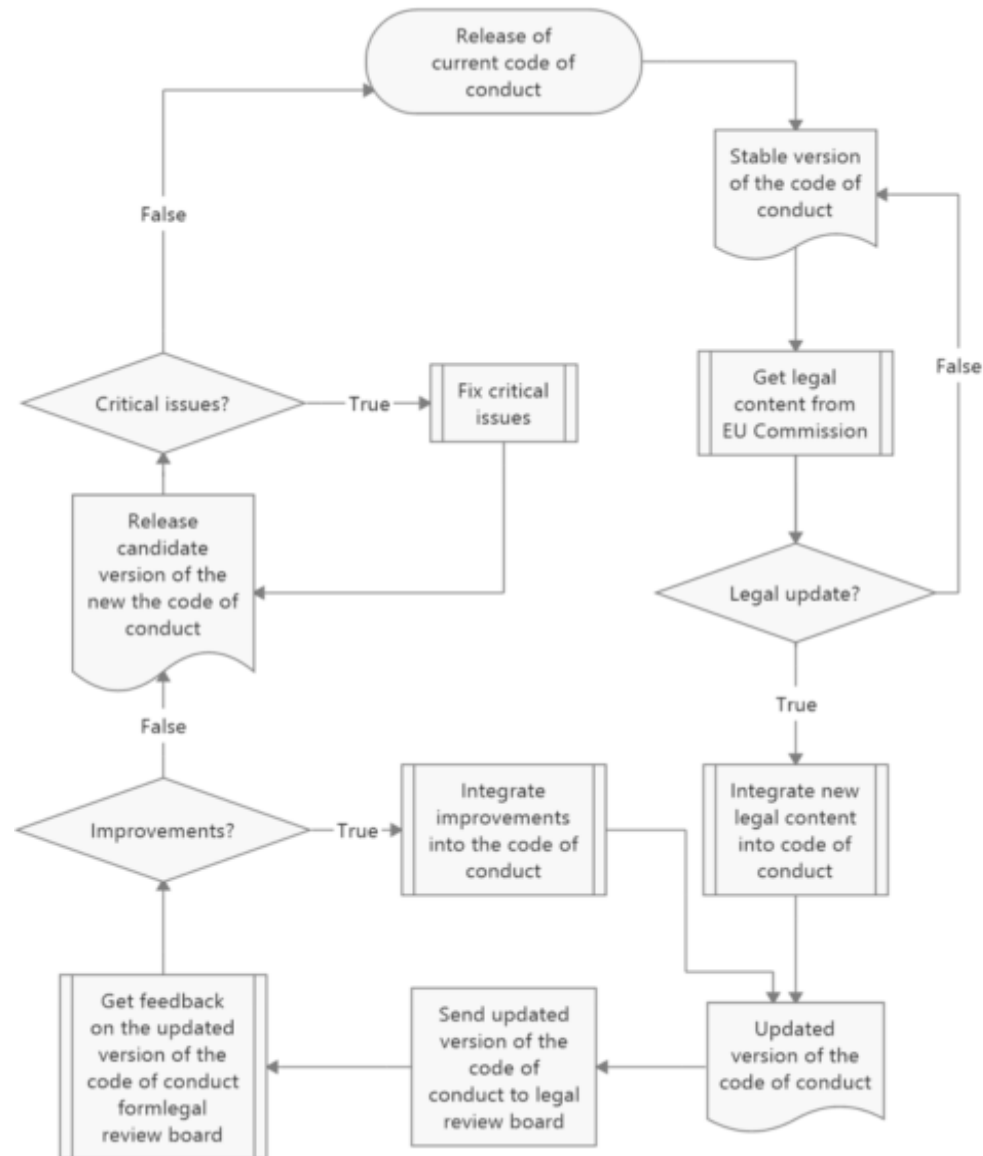 Release of
current code of
conduct
Stable version
of the code of
conduct
False
False
Get legal
content from
EU Commission
Critical issues?
True
Fix critical
issues
Release
candidate
version of the
new the code of
conduct
Legal update?
True
False
Improvements?
True
Integrate
improvements
into the code of
conduct
Integrate new
legal content
into code of
conduct
Get feedback
on the updated
version of the
code of conduct
formlegal
review board
Send updated
version of the
code of
conduct to legal
review board
Updated
version of the
code of conduct